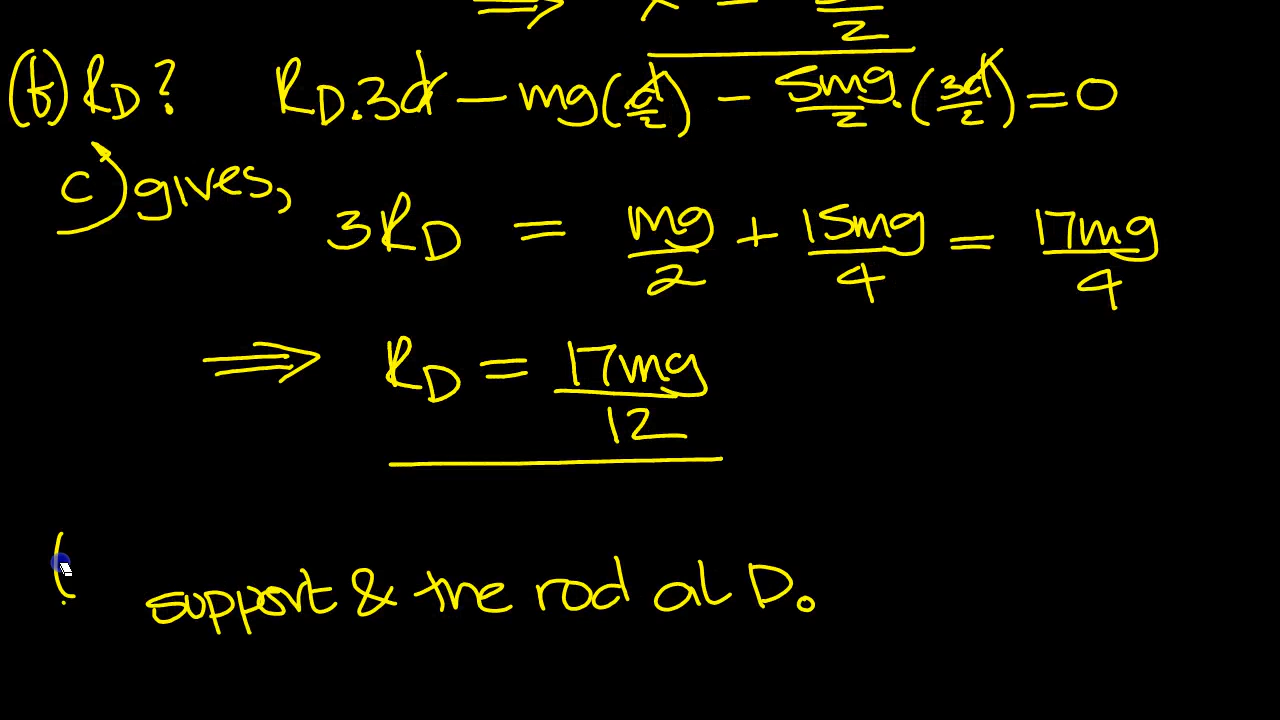 ⟹ x = /2
(b) R_D? R_D.3d − mg(d/2) − 5mg/2.(3d/2) = 0
C) gives,
3R_D = mg/2 + 15mg/4 = 17mg/4
⟹ R_D = 17mg/12
(
support & the rod at D.